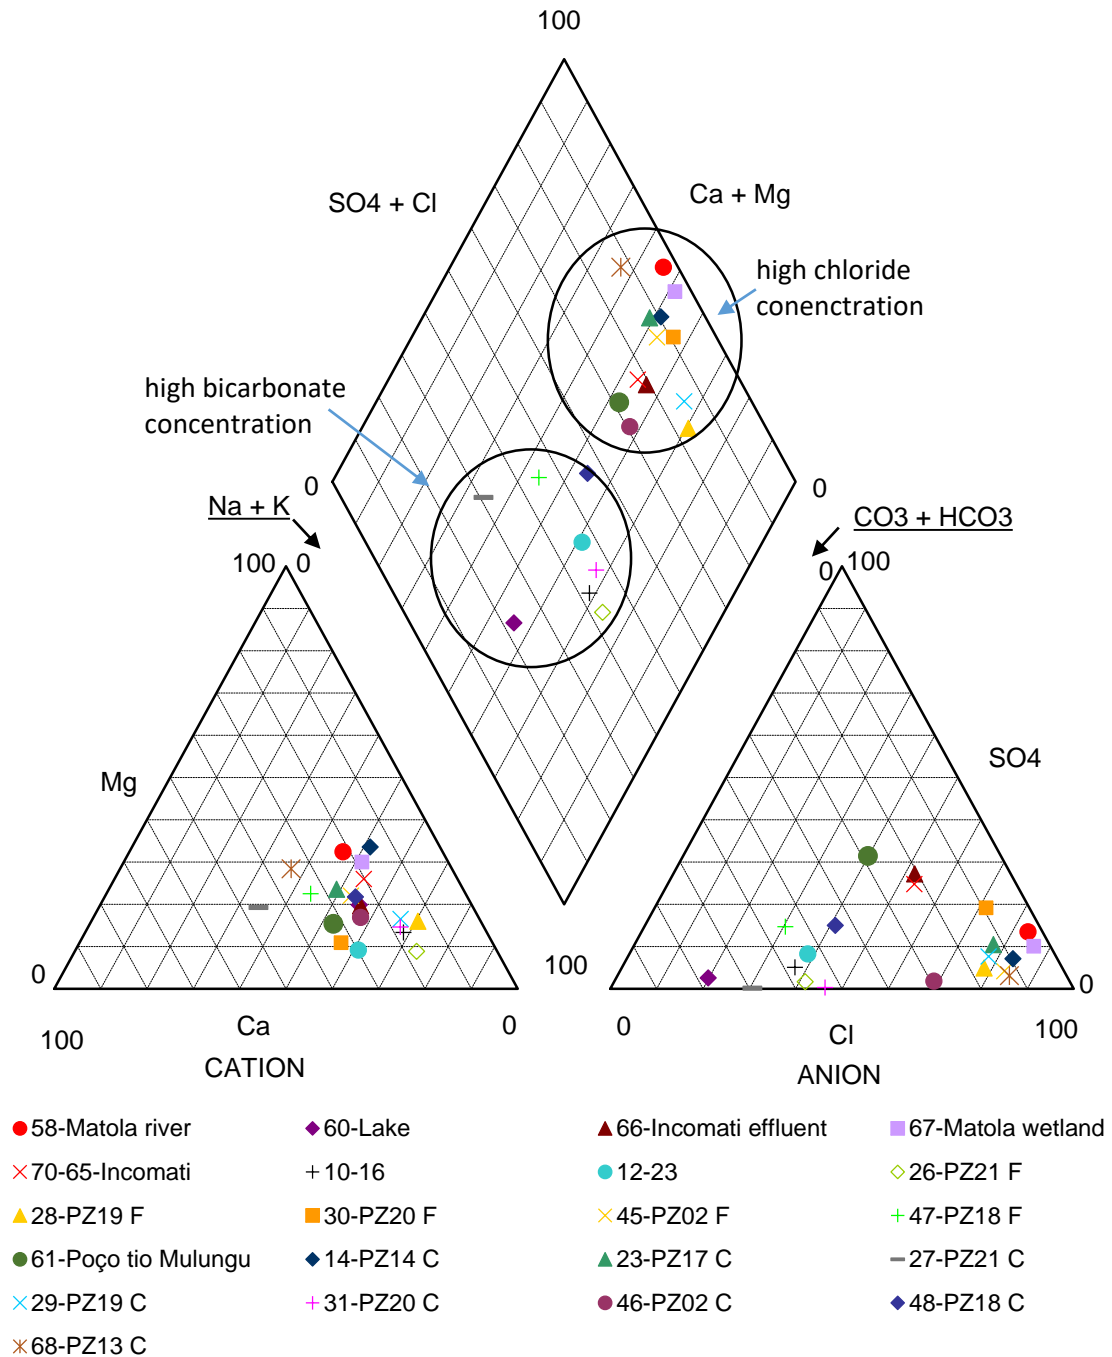 100
SO4 + Cl
Ca + Mg
high chloride
conenctration
high bicarbonate
concentration
0
0
Na + K
CO3 + HCO3
100
0
0
100
Mg
SO4
0
100
0
100
Ca
0
0
Cl
100
CATION
ANION
58-Matola river
60-Lake
66-Incomati effluent
67-Matola wetland
70-65-Incomati
10-16
12-23
26-PZ21 F
28-PZ19 F
30-PZ20 F
45-PZ02 F
47-PZ18 F
61-Poço tio Mulungu
14-PZ14 C
23-PZ17 C
27-PZ21 C
29-PZ19 C
31-PZ20 C
46-PZ02 C
48-PZ18 C
68-PZ13 C